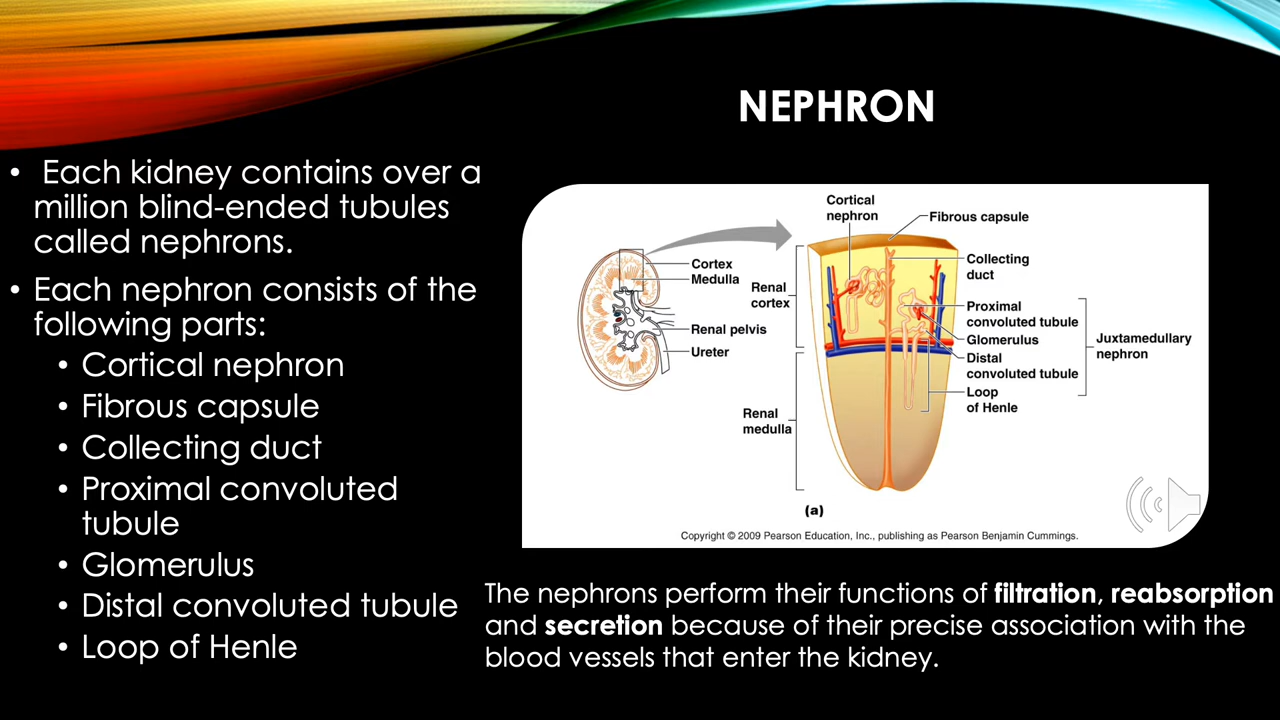 NEPHRON
• Each kidney contains over a
million blind-ended tubules
called nephrons.
• Each nephron consists of the
following parts:
• Cortical nephron
• Fibrous capsule
• Collecting duct
• Proximal convoluted
tubule
• Glomerulus
• Distal convoluted tubule
• Loop of Henle
Cortical
nephron
Fibrous capsule
Cortex
Medulla
Renal pelvis
Ureter
Renal
cortex
Renal
medulla
Collecting
duct
Proximal
convoluted tubule
Glomerulus
Distal
convoluted tubule
Loop
of Henle
Juxtamedullary
nephron
(a)
Copyright © 2009 Pearson Education, Inc., publishing as Pearson Benjamin Cummings.
The nephrons perform their functions of filtration, reabsorption
and secretion because of their precise association with the
blood vessels that enter the kidney.